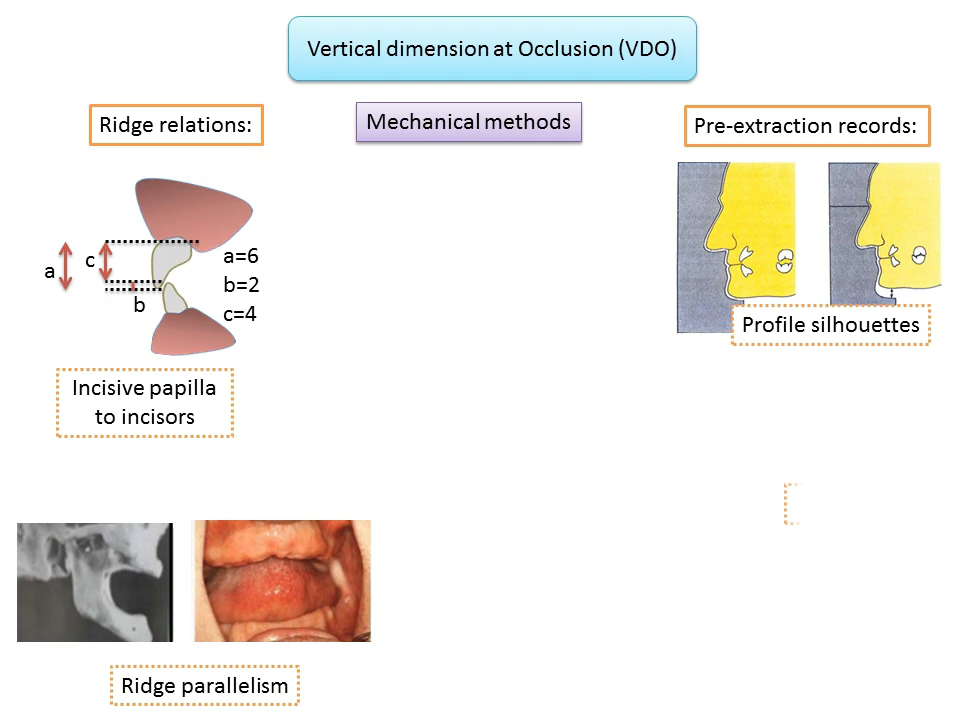 Vertical dimension at Occlusion (VDO)
Ridge relations:
Mechanical methods
Pre-extraction records:
a
c
b
a=6
b=2
c=4
Profile silhouettes
Incisive papilla
to incisors
Ridge parallelism